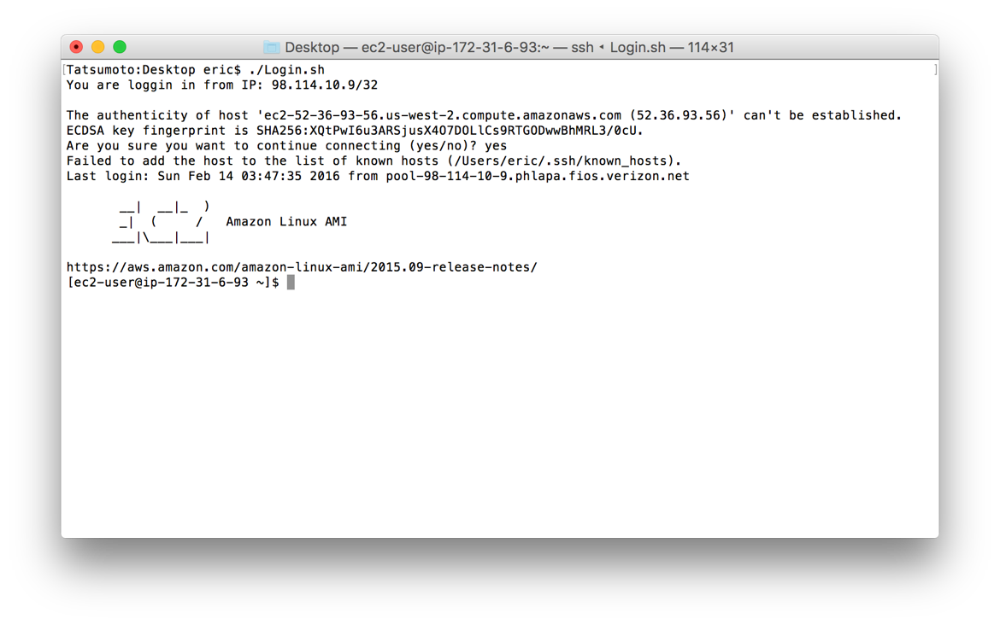 Desktop — ec2-user@ip-172-31-6-93:~ — ssh ◂ Login.sh — 114×31
[Tatsumoto:Desktop eric$ ./Login.sh ]
You are loggin in from IP: 98.114.10.9/32
The authenticity of host 'ec2-52-36-93-56.us-west-2.compute.amazonaws.com (52.36.93.56)' can't be established.
ECDSA key fingerprint is SHA256:XQtPwI6u3ARSjusX4O7DOLlCs9RTGODwwBhMRL3/0cU.
Are you sure you want to continue connecting (yes/no)? yes
Failed to add the host to the list of known hosts (/Users/eric/.ssh/known_hosts).
Last login: Sun Feb 14 03:47:35 2016 from pool-98-114-10-9.phlapa.fios.verizon.net
       __|  __|_  )
       _|  (     /   Amazon Linux AMI
      ___|\___|___|
https://aws.amazon.com/amazon-linux-ami/2015.09-release-notes/
[ec2-user@ip-172-31-6-93 ~]$